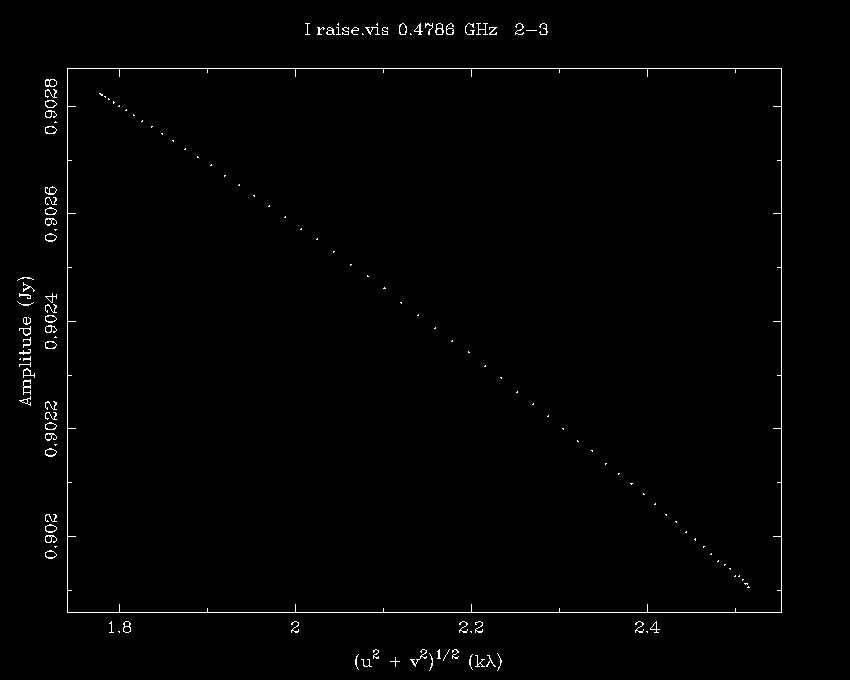 I raise.vis 0.4786 GHz 2-3
0.9028
0.9026
0.9024
0.9022
0.902
Amplitude (Jy)
1.8 2 2.2 2.4
(u² + v²)^1/2 (kλ)